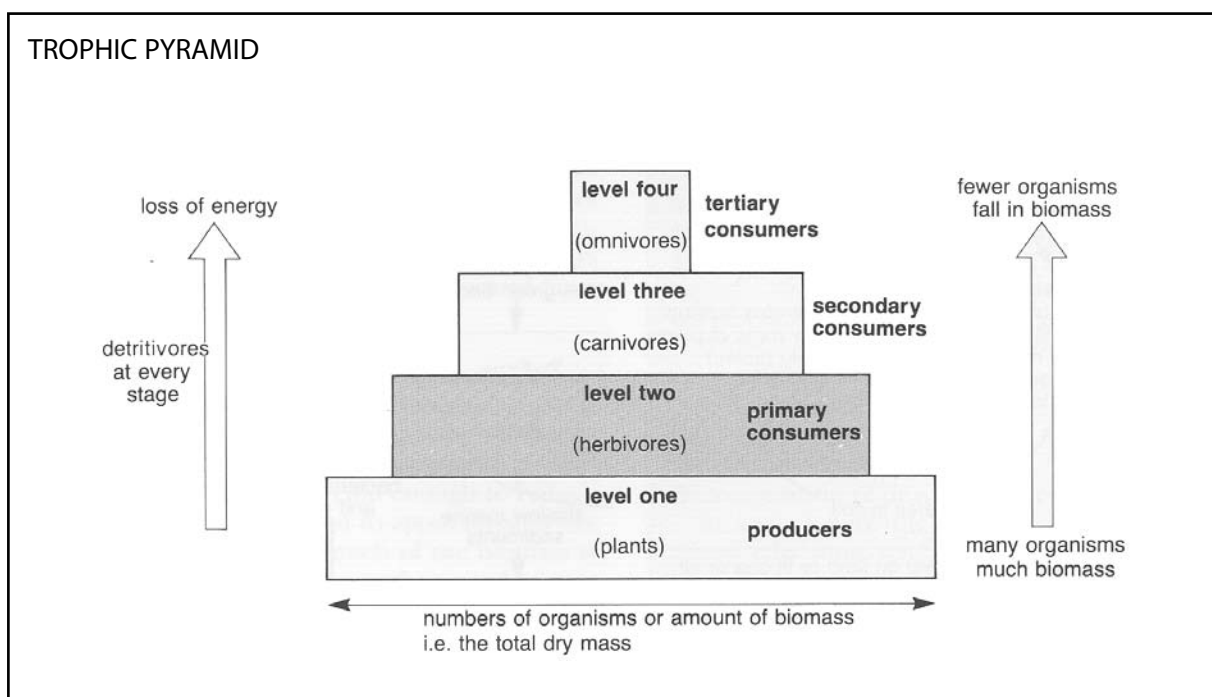 TROPHIC PYRAMID
loss of energy
detritivores
at every
stage
level four
(omnivores)
tertiary
consumers
level three
(carnivores)
secondary
consumers
level two
(herbivores)
primary
consumers
level one
(plants)
producers
fewer organisms
fall in biomass
many organisms
much biomass
numbers of organisms or amount of biomass
i.e. the total dry mass